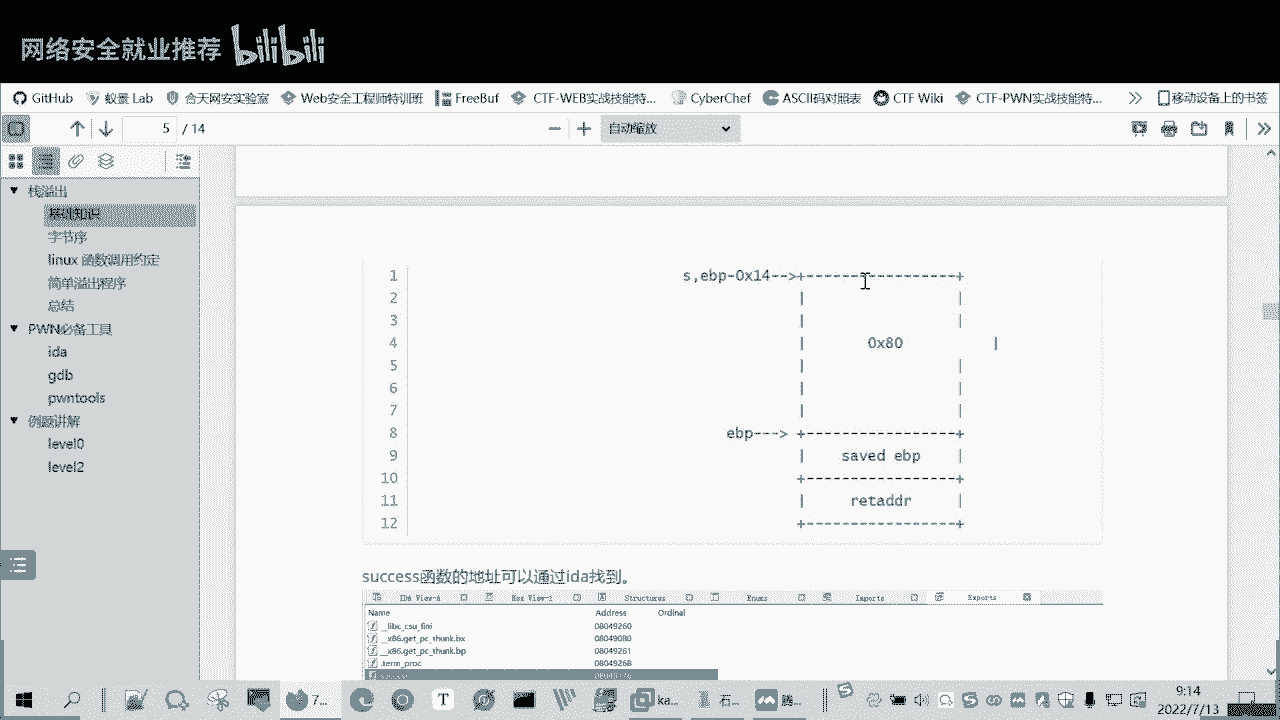 网络安全就业推荐 bilibili
GitHub 蚁景 Lab 合天网安实验室 Web安全工程师特训班 FreeBuf CTF-WEB实战技能特... CyberChef ASCII码对照表 CTF Wiki CTF-PWN实战技能特... 移动设备上的书签
5 / 14 自动缩放
栈溢出
基础知识
字节序
linux 函数调用约定
简单溢出程序
总结
PWN必备工具
ida
gdb
pwntools
例题讲解
level0
level2
1 s,ebp-0x14-->+-----------------+
2 | |
3 | |
4 | 0x80 |
5 | |
6 | |
7 | |
8 ebp---> +-----------------+
9 | saved ebp |
10 +-----------------+
11 | retaddr |
12 +-----------------+
success函数的地址可以通过ida找到。
IDA View-A Hex View-1 Structures Enums Imports Exports
Name Address Ordinal
__libc_csu_fini 08049260
__x86.get_pc_thunk.bx 08049080
__x86.get_pc_thunk.bp 08049261
.term_proc 08049268
7... ka... 石... 腾...
9:14
2022/7/13